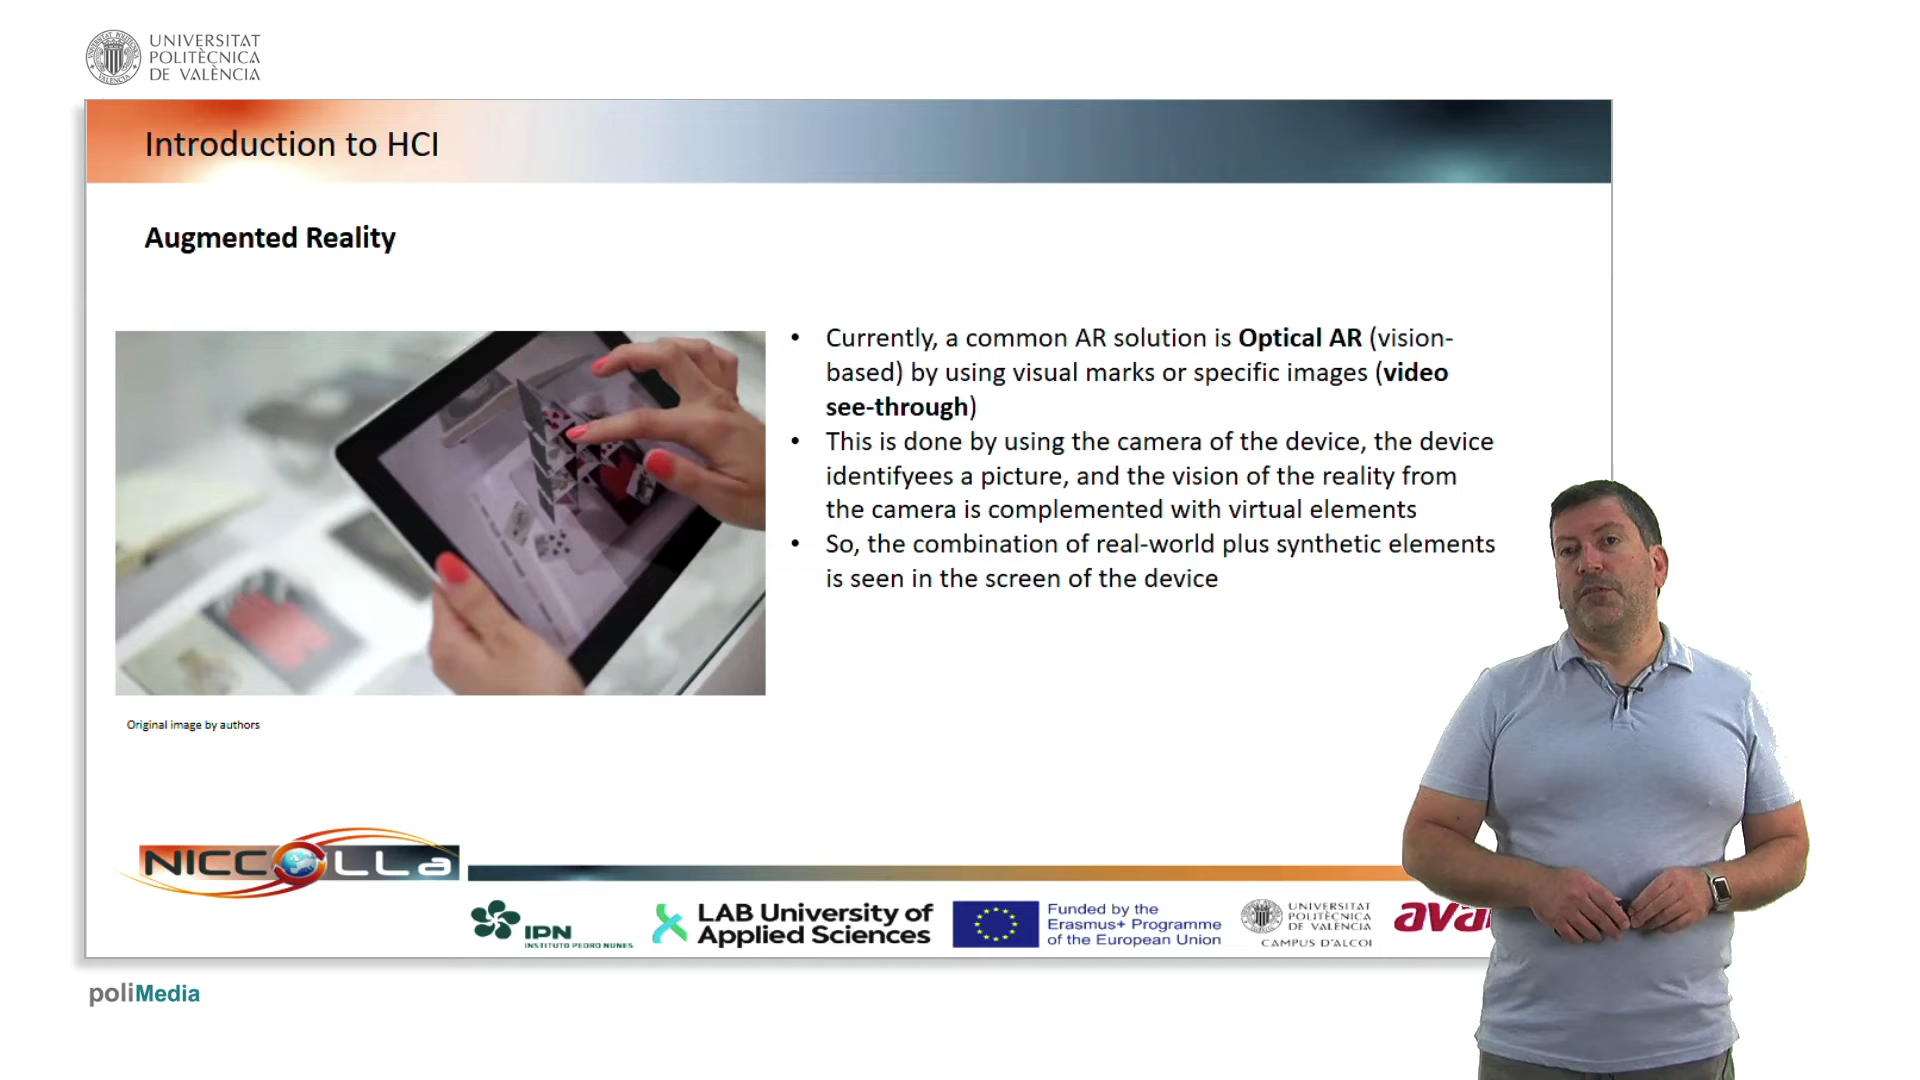 UNIVERSITAT
POLITÈCNICA
DE VALÈNCIA
Introduction to HCI
Augmented Reality
• Currently, a common AR solution is Optical AR (vision-
based) by using visual marks or specific images (video
see-through)
• This is done by using the camera of the device, the device
identifyees a picture, and the vision of the reality from
the camera is complemented with virtual elements
• So, the combination of real-world plus synthetic elements
is seen in the screen of the device
Original image by authors
NICCOLLa
IPN
INSTITUTO PEDRO NUNES
LAB University of
Applied Sciences
Funded by the
Erasmus+ Programme
of the European Union
UNIVERSITAT
POLITÈCNICA
DE VALÈNCIA
CAMPUS D'ALCOI
poliMedia